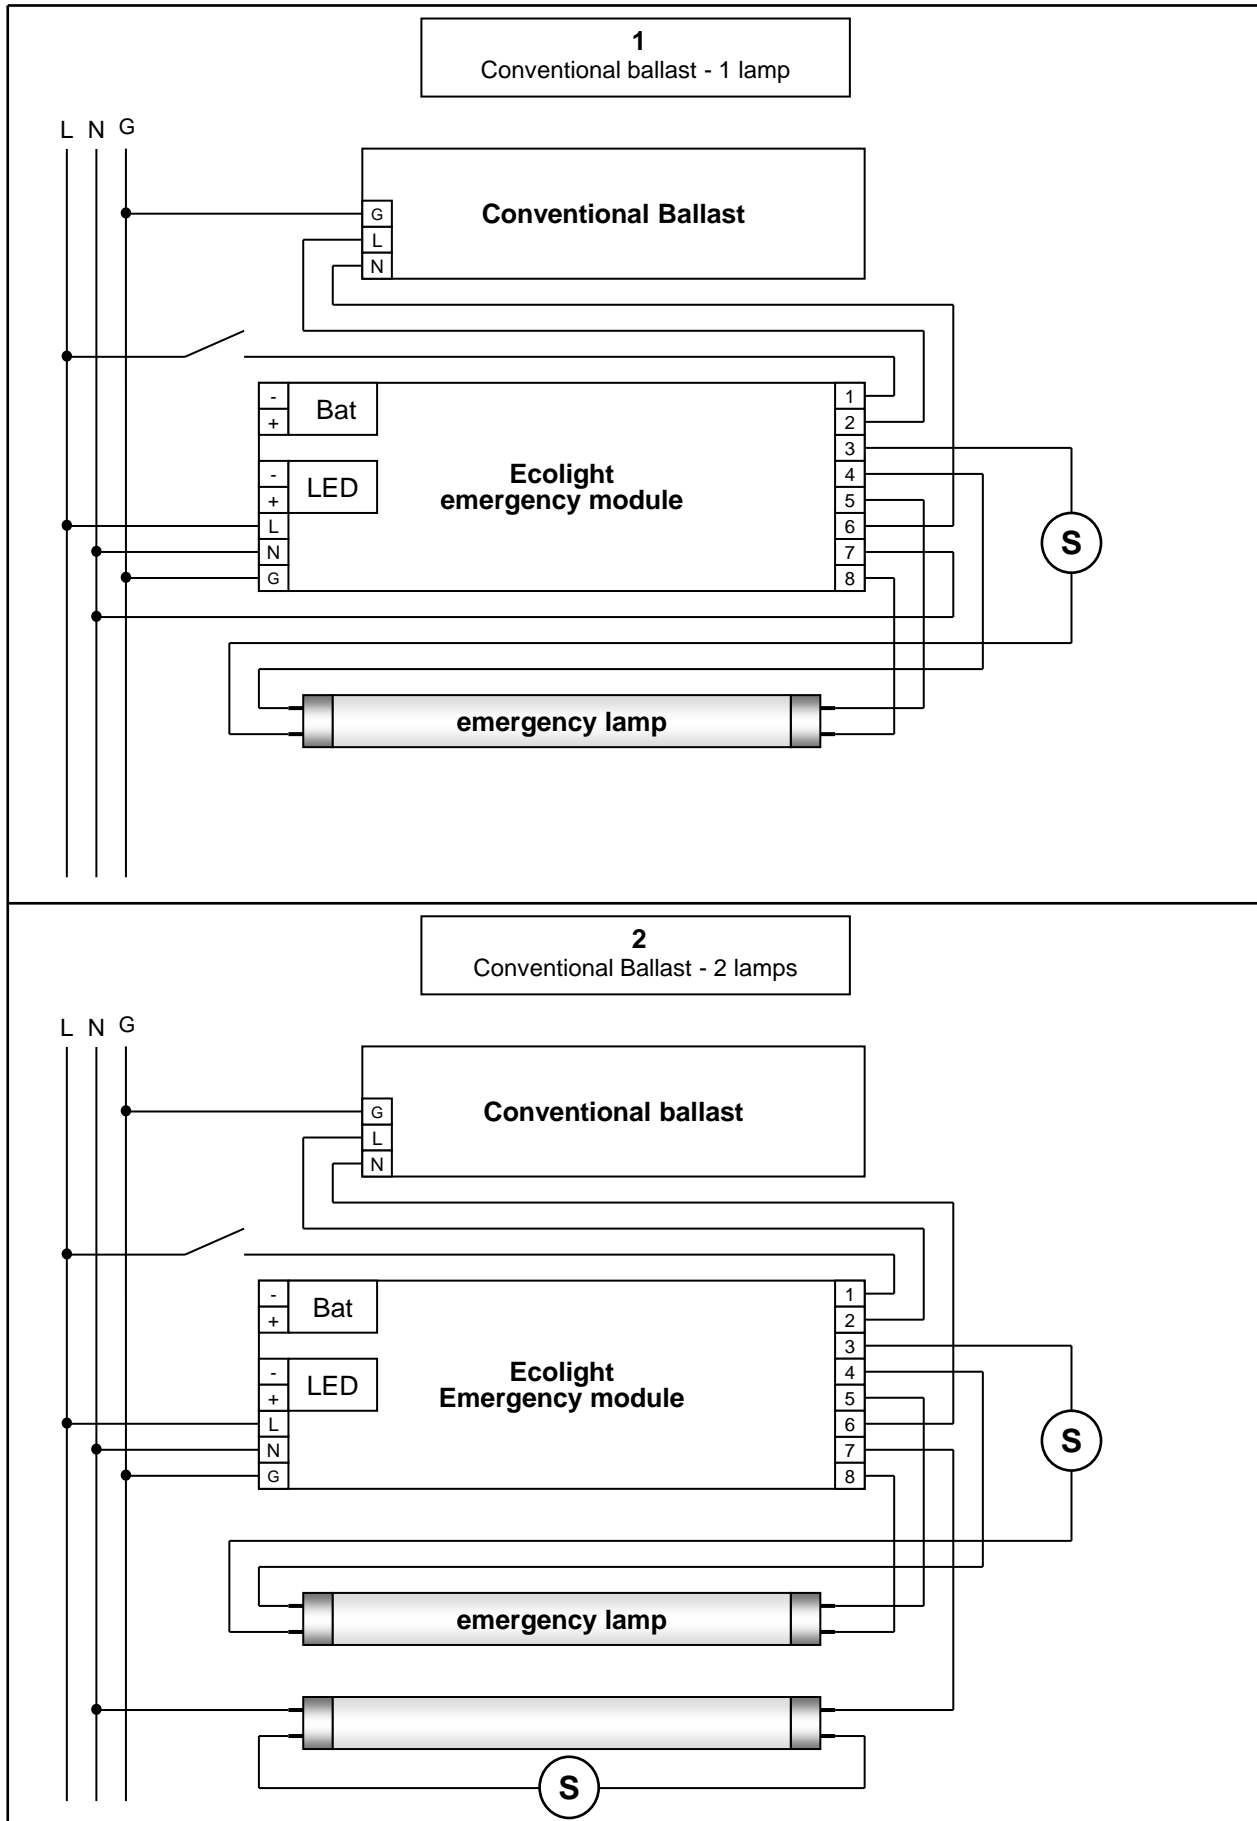 1
Conventional ballast - 1 lamp
L N G
G
Conventional Ballast
L
N
-
Bat
+
1
2
3
-
LED
+
Ecolight
emergency module
4
5
L
6
N
7
G
8
S
emergency lamp
2
Conventional Ballast - 2 lamps
L N G
G
Conventional ballast
L
N
-
Bat
+
1
2
3
-
LED
+
Ecolight
Emergency module
4
5
L
6
N
7
G
8
S
emergency lamp
S